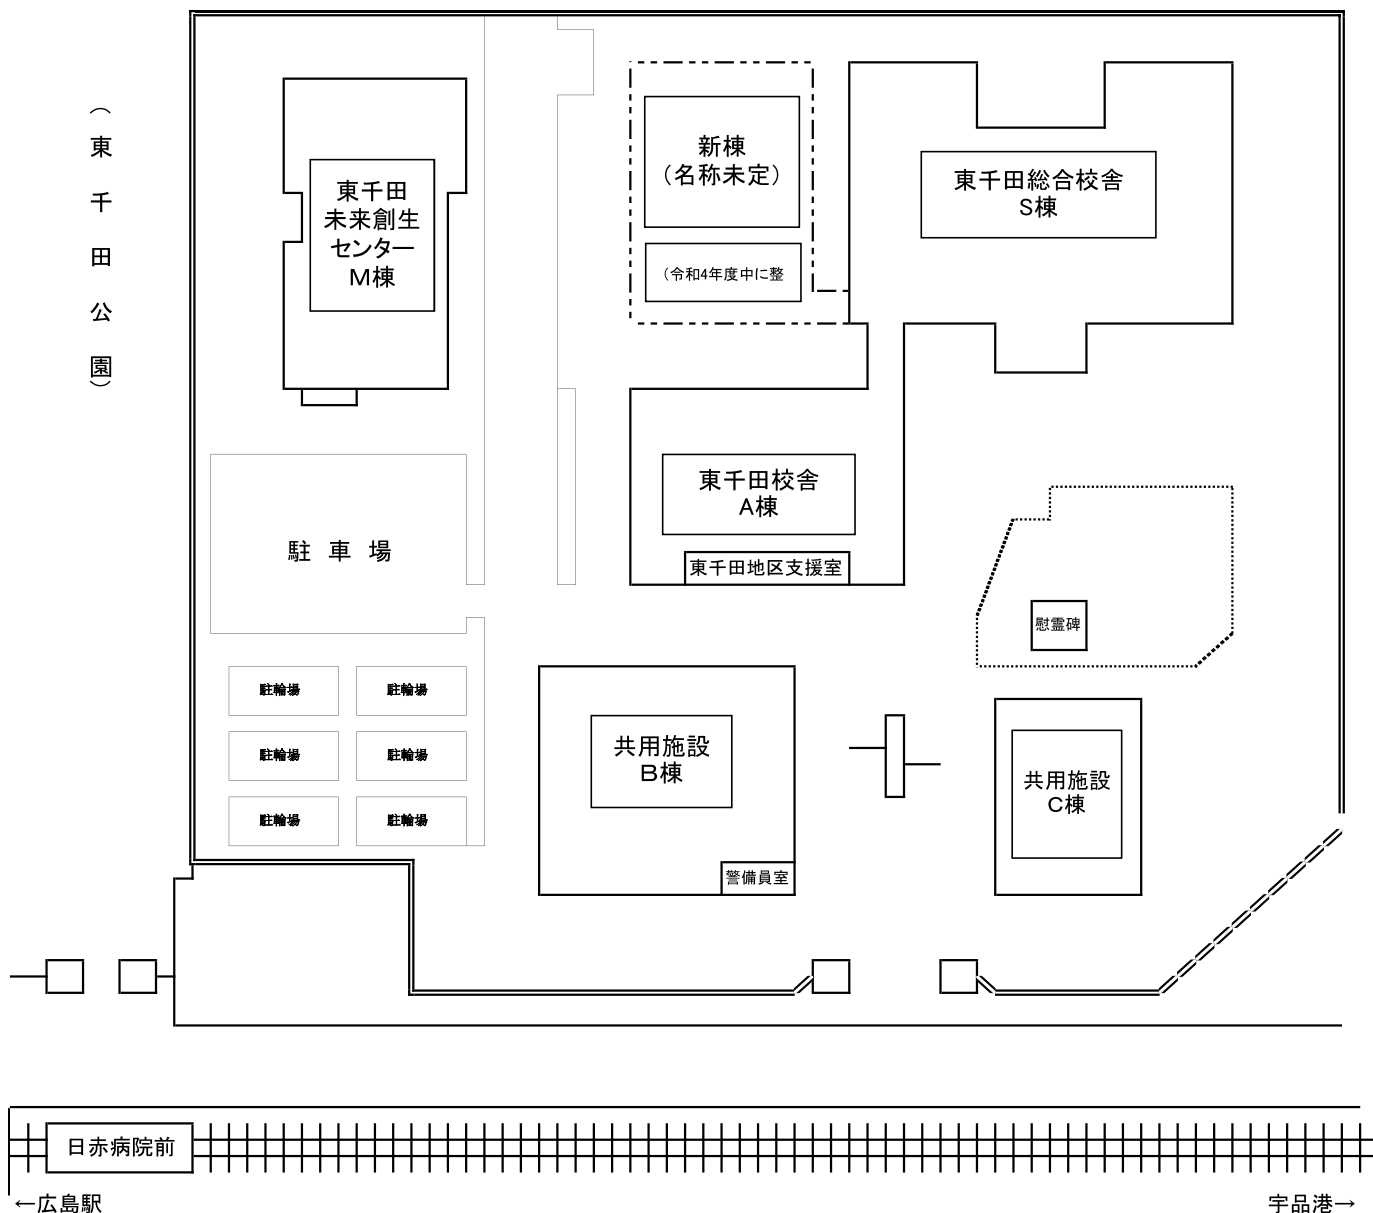 （東千田公園）
東千田
未来創生
センター
M棟
新棟
（名称未定）
（令和4年度中に整
東千田総合校舎
S棟
東千田校舎
A棟
東千田地区支援室
駐車場
慰霊碑
駐輪場
駐輪場
駐輪場
駐輪場
駐輪場
駐輪場
共用施設
B棟
警備員室
共用施設
C棟
日赤病院前
←広島駅
宇品港→